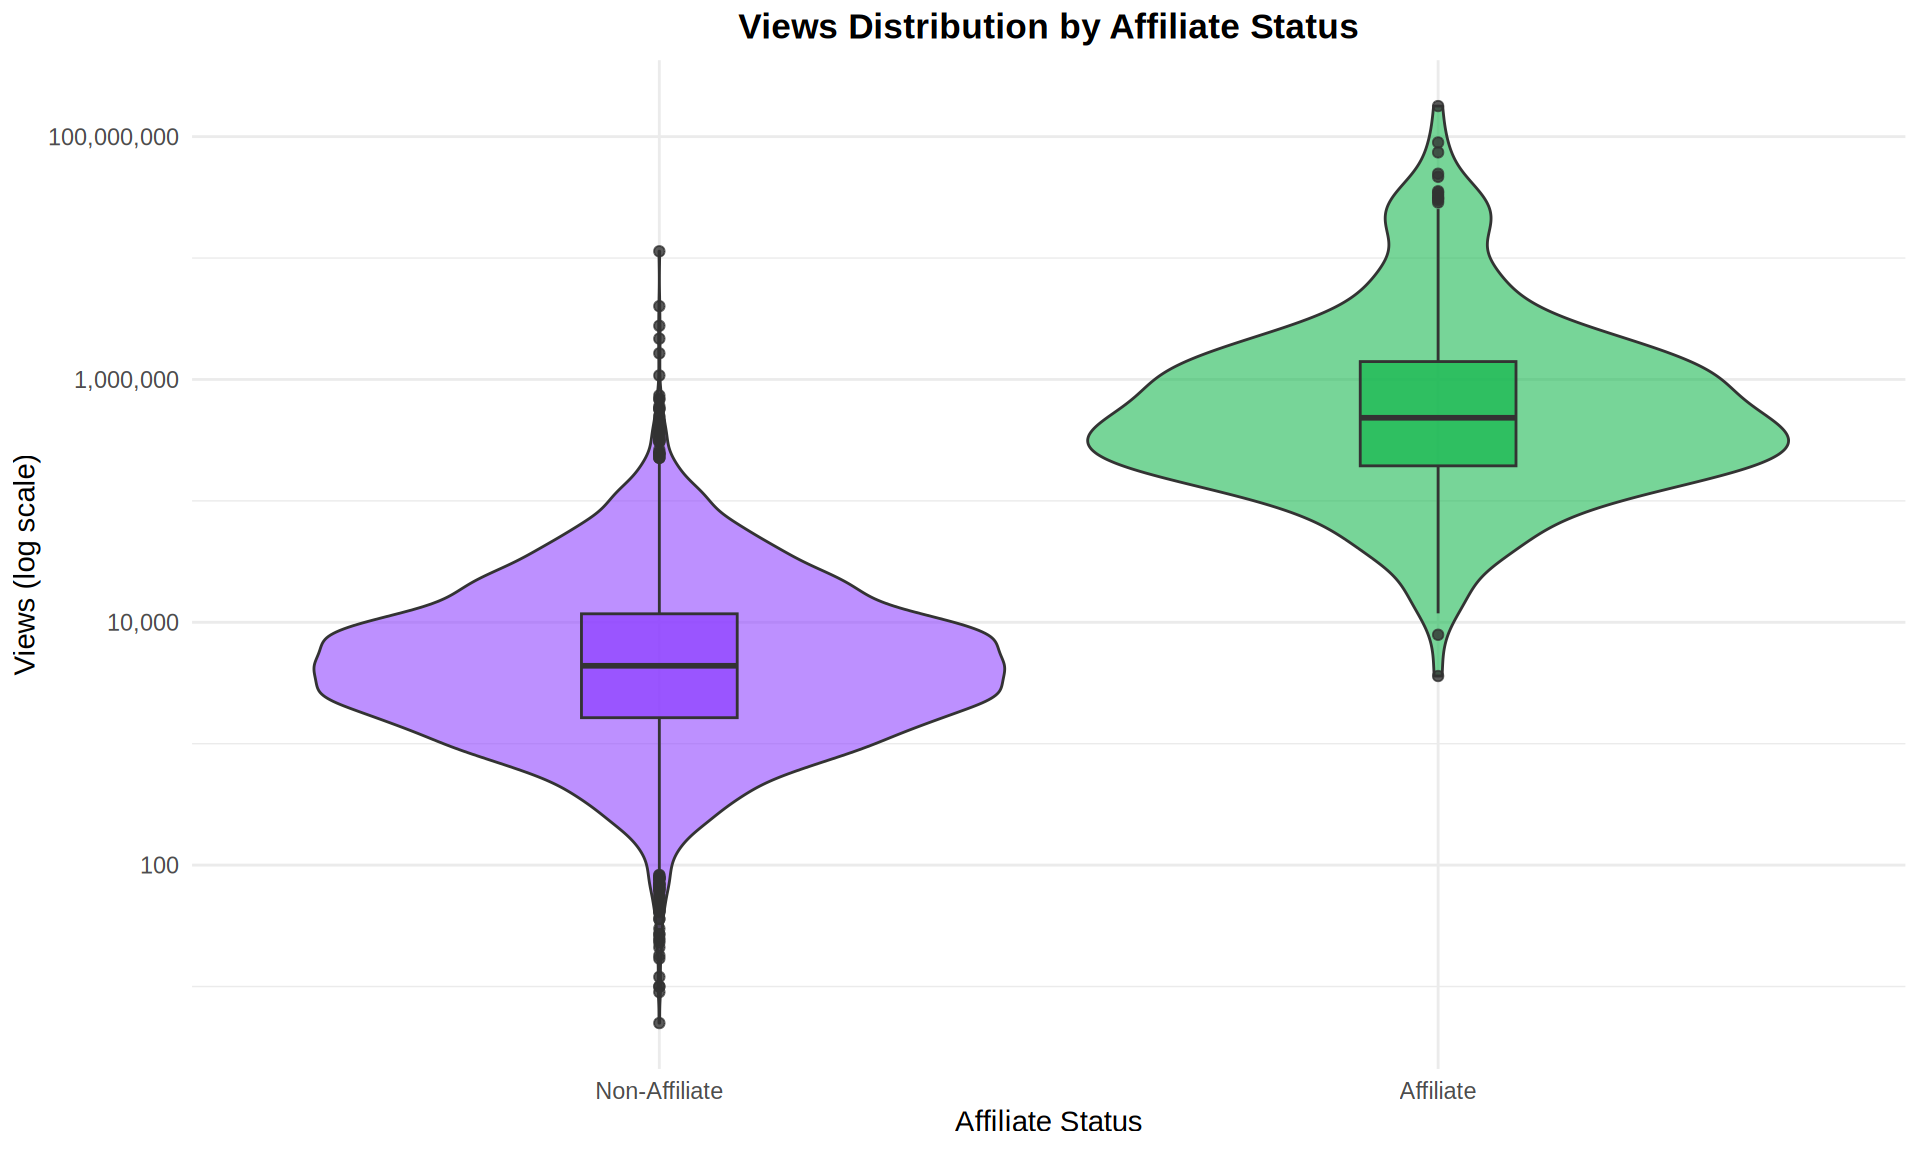 Views Distribution by Affiliate Status
100,000,000
1,000,000
10,000
100
Views (log scale)
Non-Affiliate
Affiliate
Affiliate Status